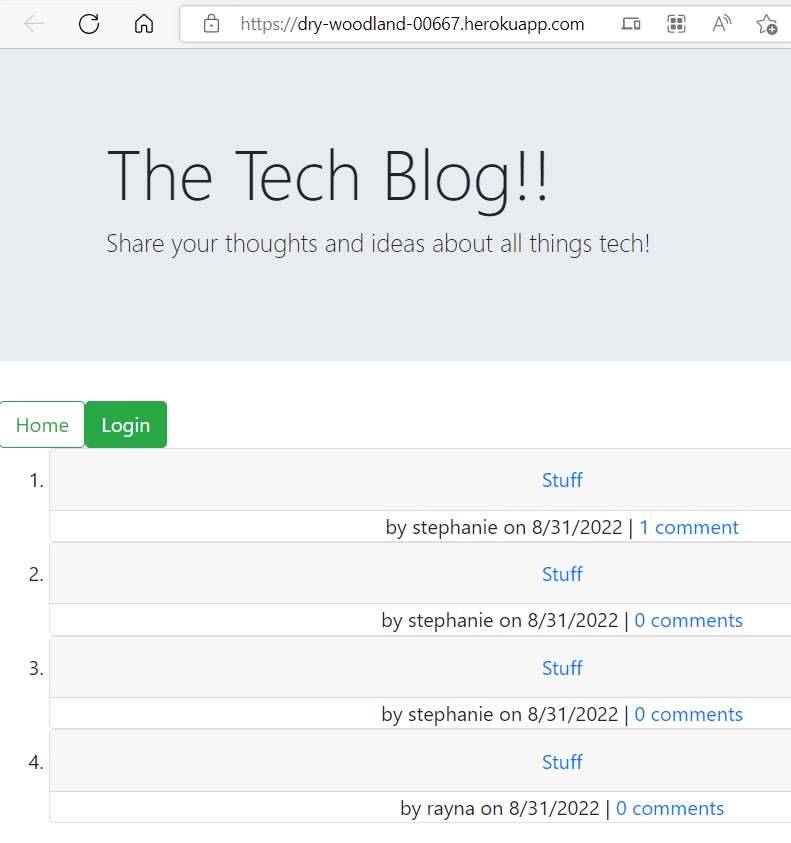 https://dry-woodland-00667.herokuapp.com
The Tech Blog!!
Share your thoughts and ideas about all things tech!
Home Login
1. Stuff
by stephanie on 8/31/2022 | 1 comment
2. Stuff
by stephanie on 8/31/2022 | 0 comments
3. Stuff
by stephanie on 8/31/2022 | 0 comments
4. Stuff
by rayna on 8/31/2022 | 0 comments